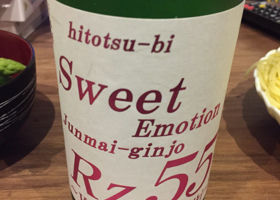 hitotsu-bi
Sweet
Emotion
Junmai-ginjo
Rz55